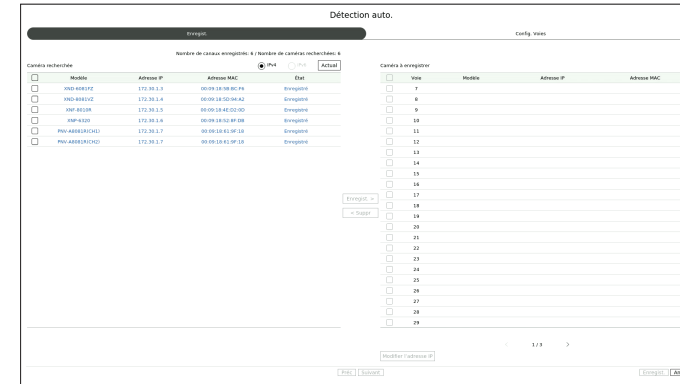 Détection auto.
Enregist. Config. Voies
Nombre de canaux enregistrés: 6 / Nombre de caméras recherchées: 6
Caméra recherchée IPv4 IPv6 Actual Caméra à enregistrer
Modèle Adresse IP Adresse MAC État Voie Modèle Adresse IP Adresse MAC
XND-6081FZ 172.30.1.3 00:09:18:5B:BC:F6 Enregistré 7
XND-8081VZ 172.30.1.4 00:09:18:5D:94:A2 Enregistré 8
XNF-8010R 172.30.1.5 00:09:18:4E:D2:0D Enregistré 9
XNP-6320 172.30.1.6 00:09:18:52:8F:DB Enregistré 10
PNV-A8081R(CH1) 172.30.1.7 00:09:18:61:9F:18 Enregistré 11
PNV-A8081R(CH2) 172.30.1.7 00:09:18:61:9F:18 Enregistré 12
13
14
15
16
Enregist. > 17
18
< Suppr 19
20
21
22
23
24
25
26
27
28
29
< 1 / 3 >
Modifier l'adresse IP
Préc Suivant Enregist. An